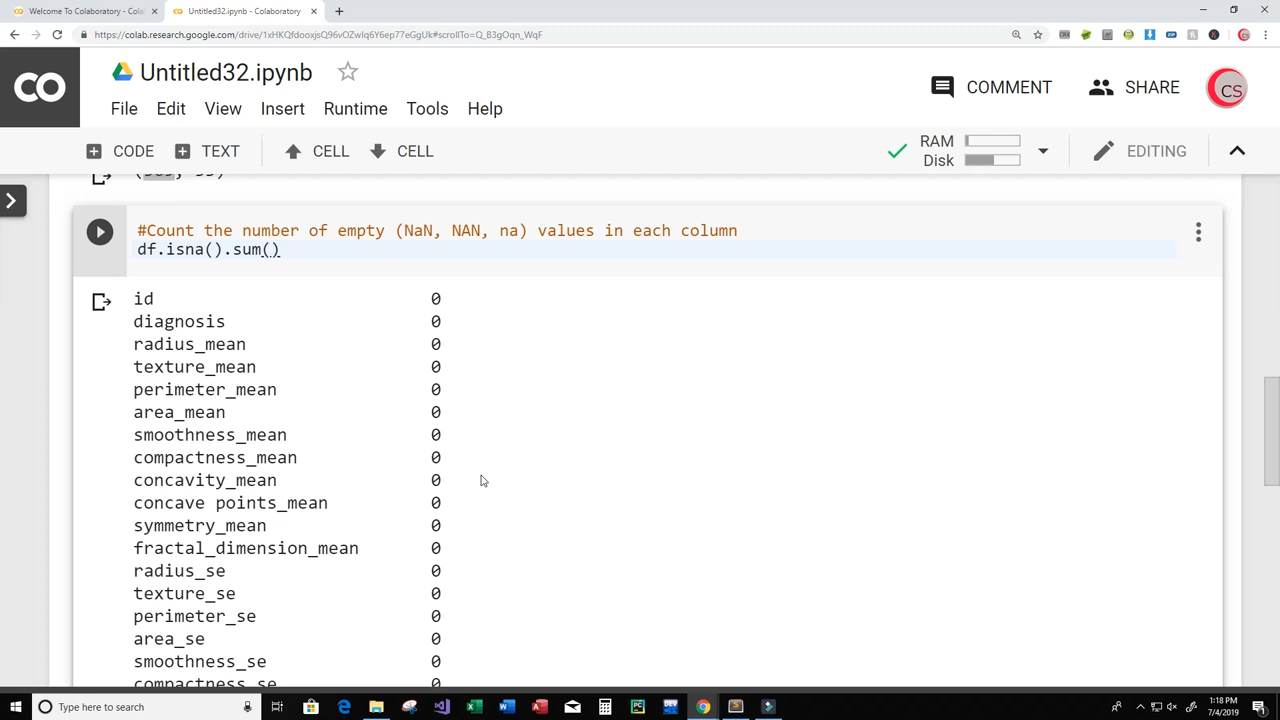 Welcome To Colaboratory - Cola
Untitled32.ipynb - Colaboratory
https://colab.research.google.com/drive/1xHKQfdooxjsQ96vOZwIq6Y6ep77eGgUk#scrollTo=Q_B3gOqn_WqF
CO
Untitled32.ipynb
COMMENT
SHARE
CS
File Edit View Insert Runtime Tools Help
CODE
TEXT
CELL
CELL
RAM
Disk
EDITING
#Count the number of empty (NaN, NAN, na) values in each column
df.isna().sum()
id 0
diagnosis 0
radius_mean 0
texture_mean 0
perimeter_mean 0
area_mean 0
smoothness_mean 0
compactness_mean 0
concavity_mean 0
concave points_mean 0
symmetry_mean 0
fractal_dimension_mean 0
radius_se 0
texture_se 0
perimeter_se 0
area_se 0
smoothness_se 0
compactness_se 0
Type here to search
1:18 PM
7/4/2019